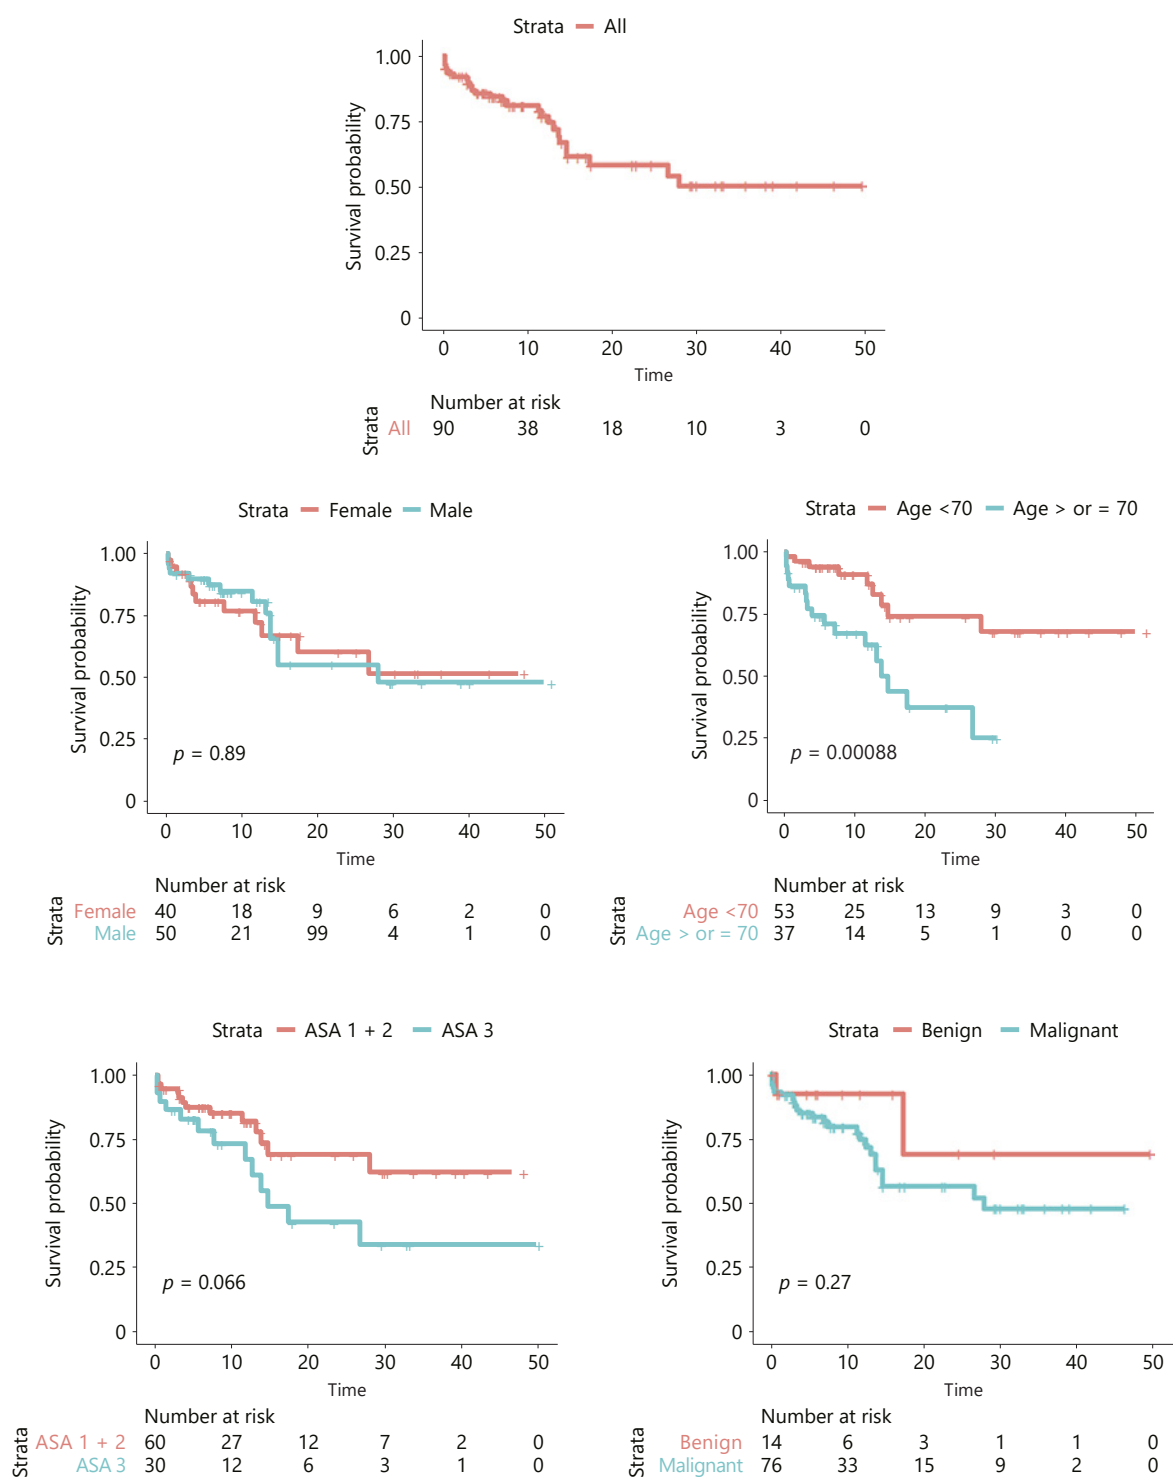 Strata All
Survival probability
1.00
0.75
0.50
0.25
0
0 10 20 30 40 50
Time
Number at risk
Strata
All 90 38 18 10 3 0
Strata Female Male
Survival probability
1.00
0.75
0.50
0.25
0
p = 0.89
0 10 20 30 40 50
Time
Number at risk
Strata
Female 40 18 9 6 2 0
Male 50 21 99 4 1 0
Strata Age <70 Age > or = 70
Survival probability
1.00
0.75
0.50
0.25
0
p = 0.00088
0 10 20 30 40 50
Time
Number at risk
Strata
Age <70 53 25 13 9 3 0
Age > or = 70 37 14 5 1 0 0
Strata ASA 1 + 2 ASA 3
Survival probability
1.00
0.75
0.50
0.25
0
p = 0.066
0 10 20 30 40 50
Time
Number at risk
Strata
ASA 1 + 2 60 27 12 7 2 0
ASA 3 30 12 6 3 1 0
Strata Benign Malignant
Survival probability
1.00
0.75
0.50
0.25
0
p = 0.27
0 10 20 30 40 50
Time
Number at risk
Strata
Benign 14 6 3 1 1 0
Malignant 76 33 15 9 2 0